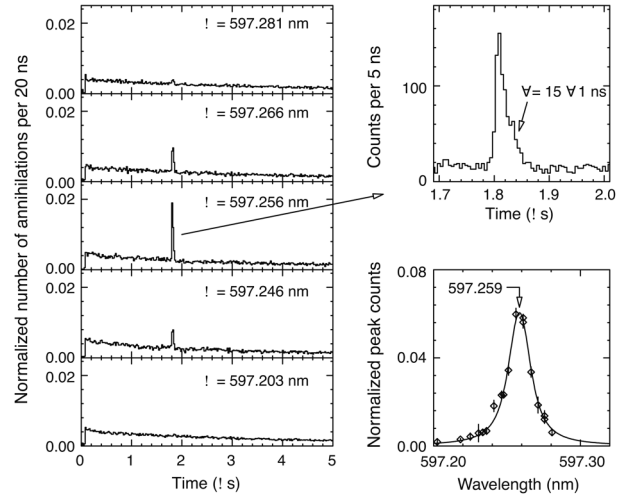 Normalized number of annihilations per 20 ns
0.02
! = 597.281 nm
0.00
0.02
! = 597.266 nm
0.00
0.02
! = 597.256 nm
0.00
0.02
! = 597.246 nm
0.00
0.02
! = 597.203 nm
0.00
0 1 2 3 4 5
Time (! s)
Counts per 5 ns
100
0
∀= 15 ∀ 1 ns
1.7 1.8 1.9 2.0
Time (! s)
Normalized peak counts
0.08
0.04
0.00
597.259
597.20 597.30
Wavelength (nm)